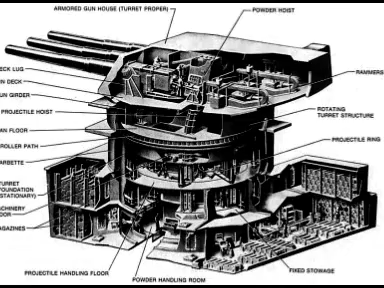 ARMORED GUN HOUSE (TURRET PROPER)
POWDER HOIST
ECK LUG
N DECK
UN GIRDER
PROJECTILE HOIST
AN FLOOR
ROLLER PATH
ARBETTE
URRET
OUNDATION
STATIONARY)
ACHINERY
OOR
AGAZINES
PROJECTILE HANDLING FLOOR
POWDER HANDLING ROOM
RAMMERS
ROTATING
TURRET STRUCTURE
PROJECTILE RING
FIXED STOWAGE